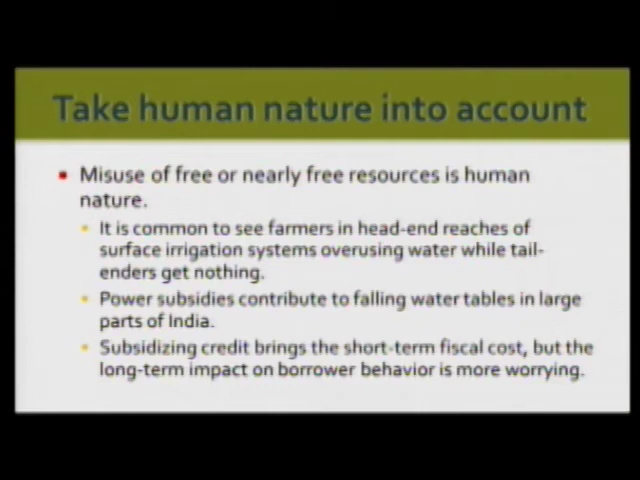 Take human nature into account
Misuse of free or nearly free resources is human
nature.
It is common to see farmers in head-end reaches of
surface irrigation systems overusing water while tail-
enders get nothing.
Power subsidies contribute to falling water tables in large
parts of India.
Subsidizing credit brings the short-term fiscal cost, but the
long-term impact on borrower behavior is more worrying.